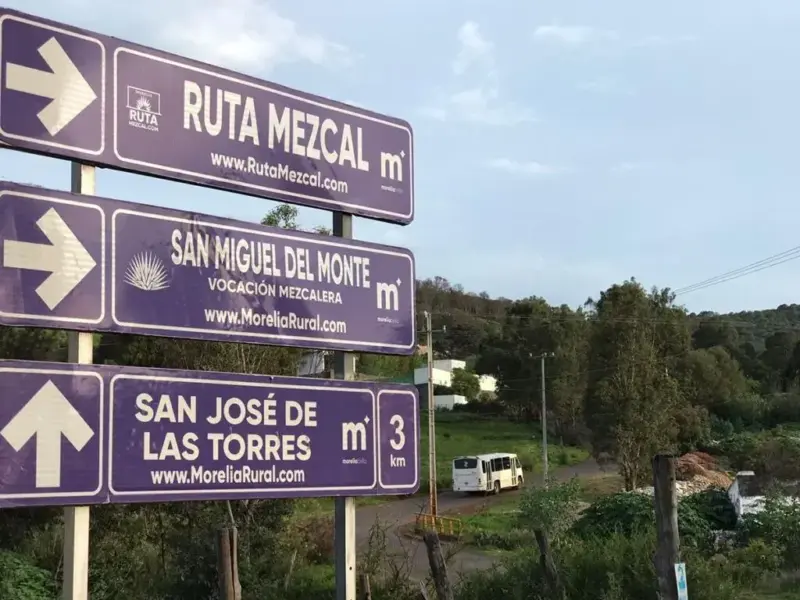 RUTA
MEZCAL.COM
RUTA MEZCAL
www.RutaMezcal.com
m+
morelia
SAN MIGUEL DEL MONTE
VOCACIÓN MEZCALERA
www.MoreliaRural.com
m+
SAN JOSÉ DE
LAS TORRES
www.MoreliaRural.com
m+
3
km